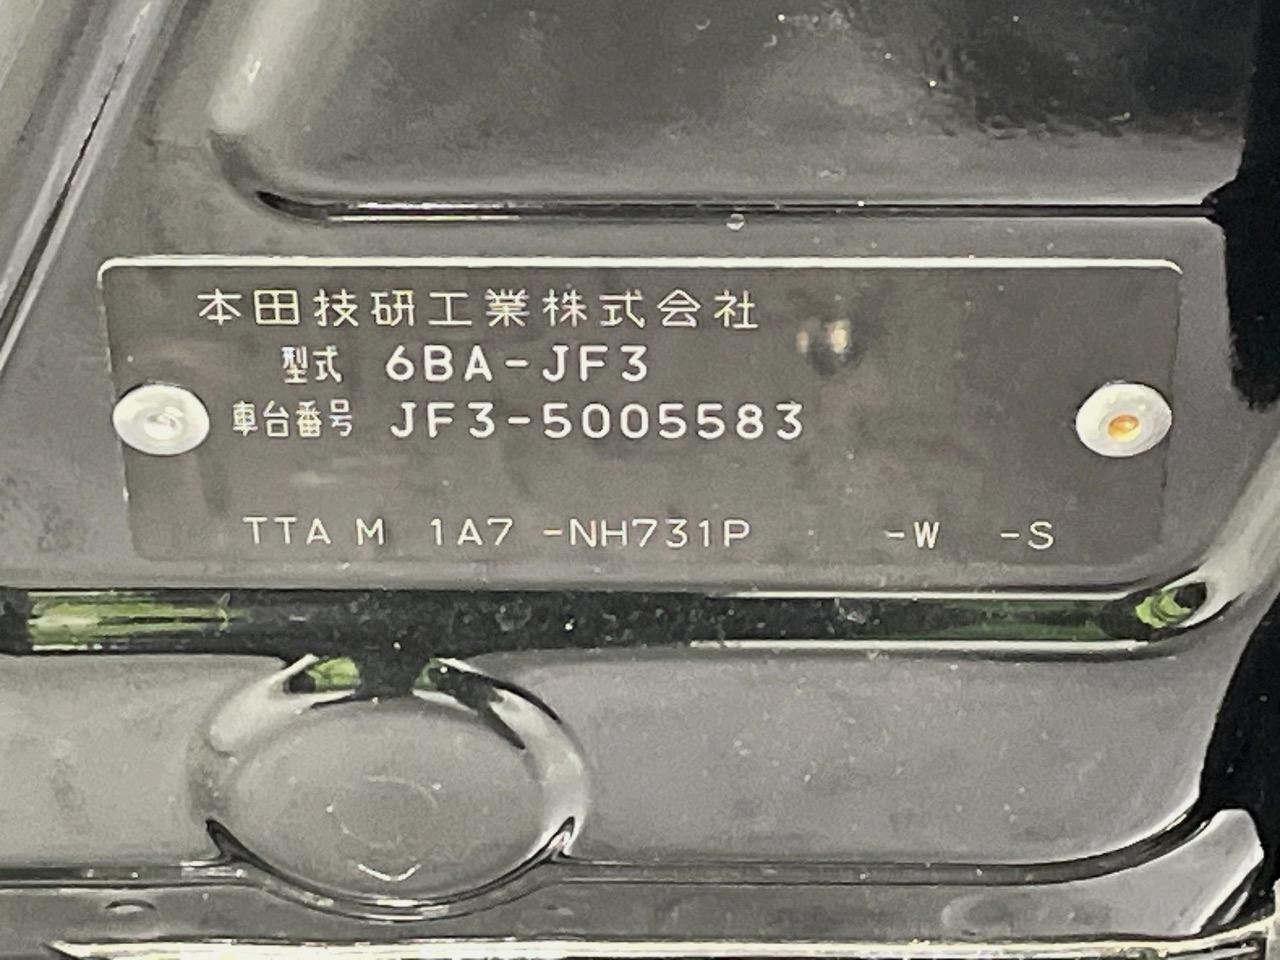 本田技研工業株式会社
型式 6BA-JF3
車台番号 JF3-5005583
TTA M 1A7 -NH731P -W -S